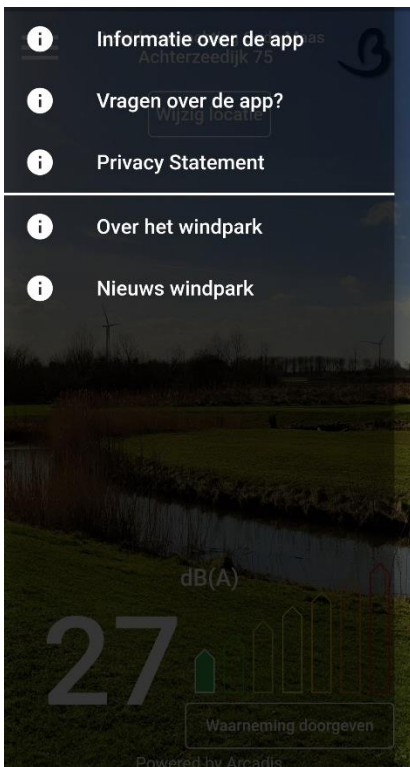 Informatie over de app
Achterzeedijk 75
Vragen over de app?
Wijzig locatie
Privacy Statement
Over het windpark
Nieuws windpark
dB(A)
27
Waarneming doorgeven
Powered by Arcadis